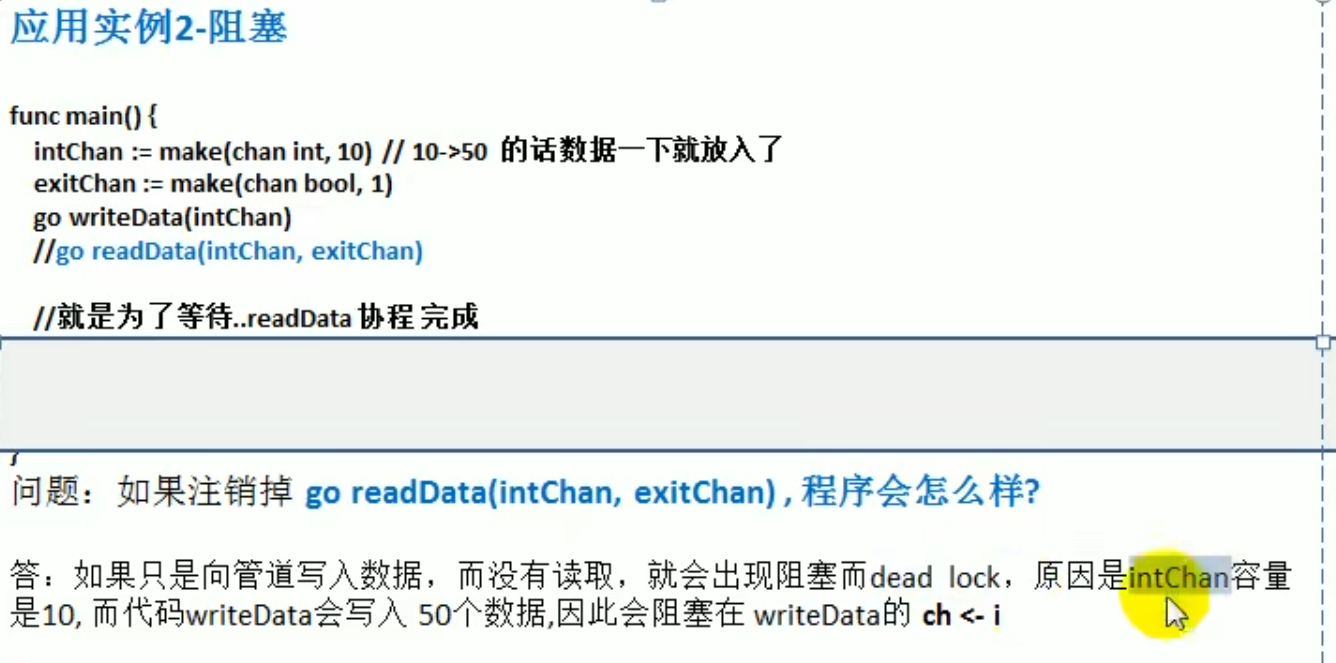 应用实例2-阻塞
func main() {
intChan := make(chan int, 10) // 10->50 的话数据一下就放入了
exitChan := make(chan bool, 1)
go writeData(intChan)
//go readData(intChan, exitChan)
//就是为了等待..readData 协程 完成
}
问题：如果注销掉 go readData(intChan, exitChan) , 程序会怎么样?
答：如果只是向管道写入数据，而没有读取，就会出现阻塞而dead lock，原因是intChan容量
是10, 而代码writeData会写入 50个数据,因此会阻塞在 writeData的 ch <- i